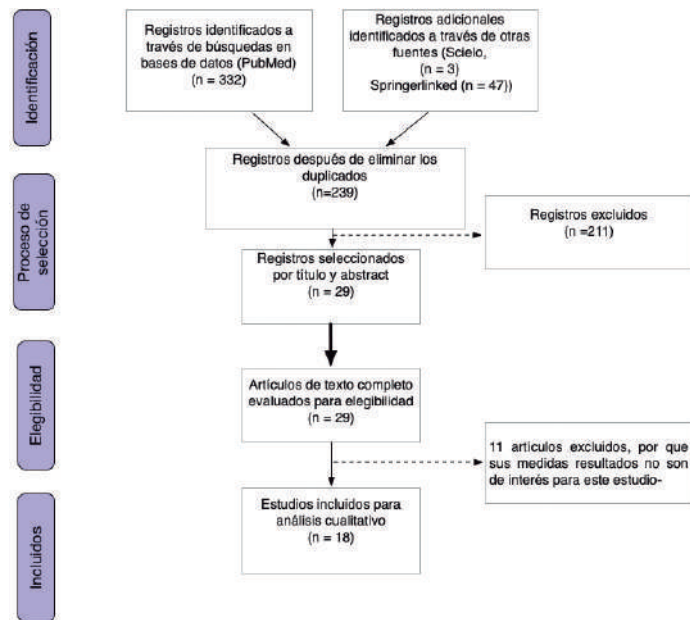 Identificación
Registros identificados a
través de búsquedas en
bases de datos (PubMed)
(n = 332)
Registros adicionales
identificados a través de otras
fuentes (Scielo,
(n = 3)
Springerlinked (n = 47))
Registros después de eliminar los
duplicados
(n=239)
Proceso de
selección
Registros excluidos
(n =211)
Registros seleccionados
por titulo y abstract
(n = 29)
Elegibilidad
Artículos de texto completo
evaluados para elegibilidad
(n = 29)
11 artículos excluidos, por que
sus medidas resultados no son
de interés para este estudio-
Incluidos
Estudios incluidos para
análisis cualitativo
(n = 18)